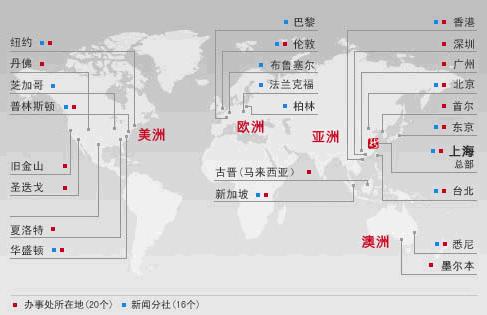 巴黎
香港
纽约
伦敦
深圳
丹佛
布鲁塞尔
广州
芝加哥
法兰克福
北京
普林斯顿
柏林
首尔
美洲
欧洲
亚洲
东京
上海
总部
旧金山
古晋(马来西亚)
圣迭戈
新加坡
台北
夏洛特
澳洲
华盛顿
悉尼
墨尔本
办事处所在地(20个)
新闻分社(16个)